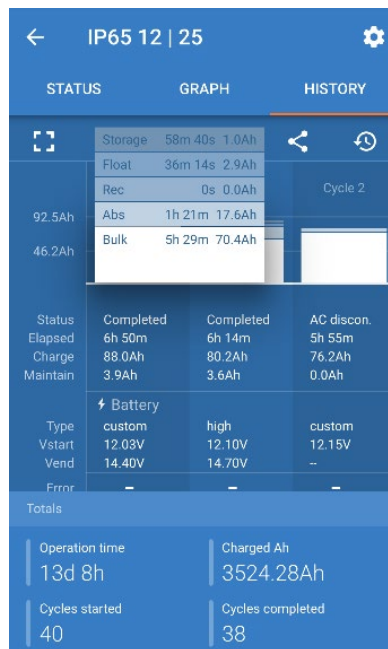 IP65 12 | 25
STATUS GRAPH HISTORY
Storage 58m 40s 1.0Ah
Float 36m 14s 2.9Ah
Rec 0s 0.0Ah
Abs 1h 21m 17.6Ah
Bulk 5h 29m 70.4Ah
Cycle 2
92.5Ah
46.2Ah
Status Completed Completed AC discon.
Elapsed 6h 50m 6h 14m 5h 55m
Charge 88.0Ah 80.2Ah 76.2Ah
Maintain 3.9Ah 3.6Ah 0.0Ah
Battery
Type custom high custom
Vstart 12.03V 12.10V 12.15V
Vend 14.40V 14.70V --
Error – – –
Totals
Operation time Charged Ah
13d 8h 3524.28Ah
Cycles started Cycles completed
40 38